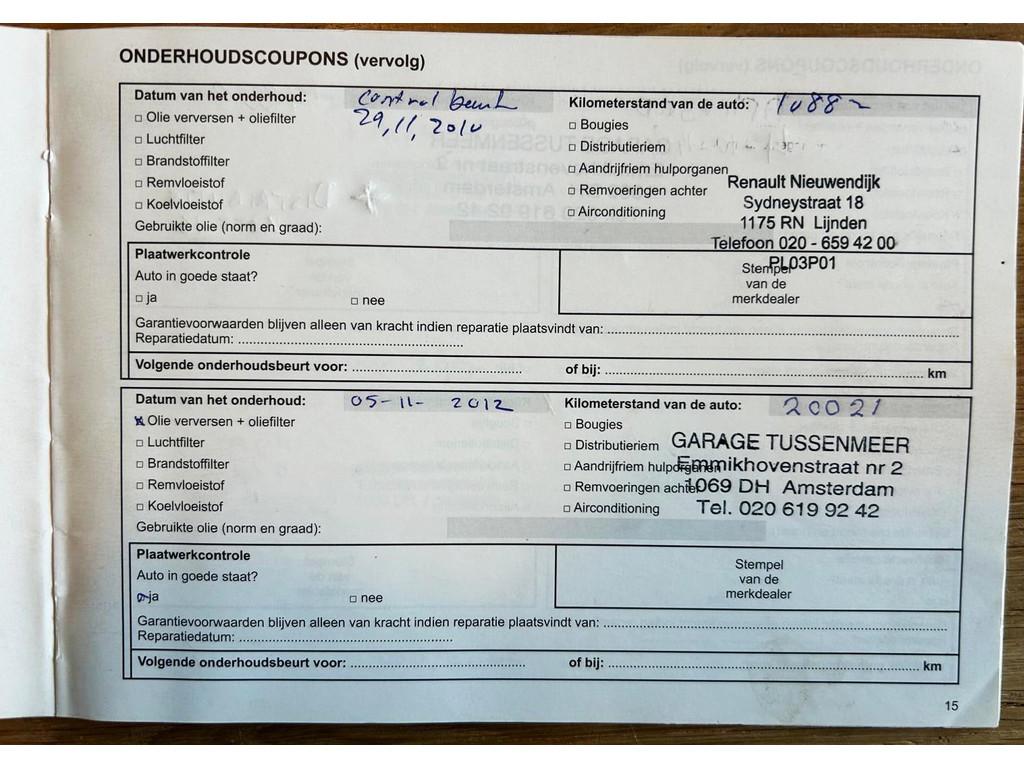 ONDERHOUDSCOUPONS (vervolg)
Datum van het onderhoud:
29,11,2010
Kilometerstand van de auto:
Olie verversen + oliefilter
Bougies
Luchtfilter
Distributieriem
Brandstoffilter
Aandrijfriem hulporganen
Remvloeistof
Remvoeringen achter
Koelvloeistof
Airconditioning
Gebruikte olie (norm en graad):
Renault Nieuwendijk
Sydneystraat 18
1175 RN Lijnden
Telefoon 020 - 659 42 00
PL03P01
Plaatwerkcontrole
Auto in goede staat?
ja nee
Stempel
van de
merkdealer
Garantievoorwaarden blijven alleen van kracht indien reparatie plaatsvindt van:
Reparatiedatum:
Volgende onderhoudsbeurt voor: of bij: km
Datum van het onderhoud: 05-11-2012
Kilometerstand van de auto: 20021
Olie verversen + oliefilter
Bougies
Luchtfilter
Distributieriem
Brandstoffilter
Aandrijfriem hulporganen
Remvloeistof
Remvoeringen achter
Koelvloeistof
Airconditioning
Gebruikte olie (norm en graad):
GARAGE TUSSENMEER
Emmikhovenstraat nr 2
1069 DH Amsterdam
Tel. 020 619 92 42
Plaatwerkcontrole
Auto in goede staat?
ja nee
Stempel
van de
merkdealer
Garantievoorwaarden blijven alleen van kracht indien reparatie plaatsvindt van:
Reparatiedatum:
Volgende onderhoudsbeurt voor: of bij: km
15